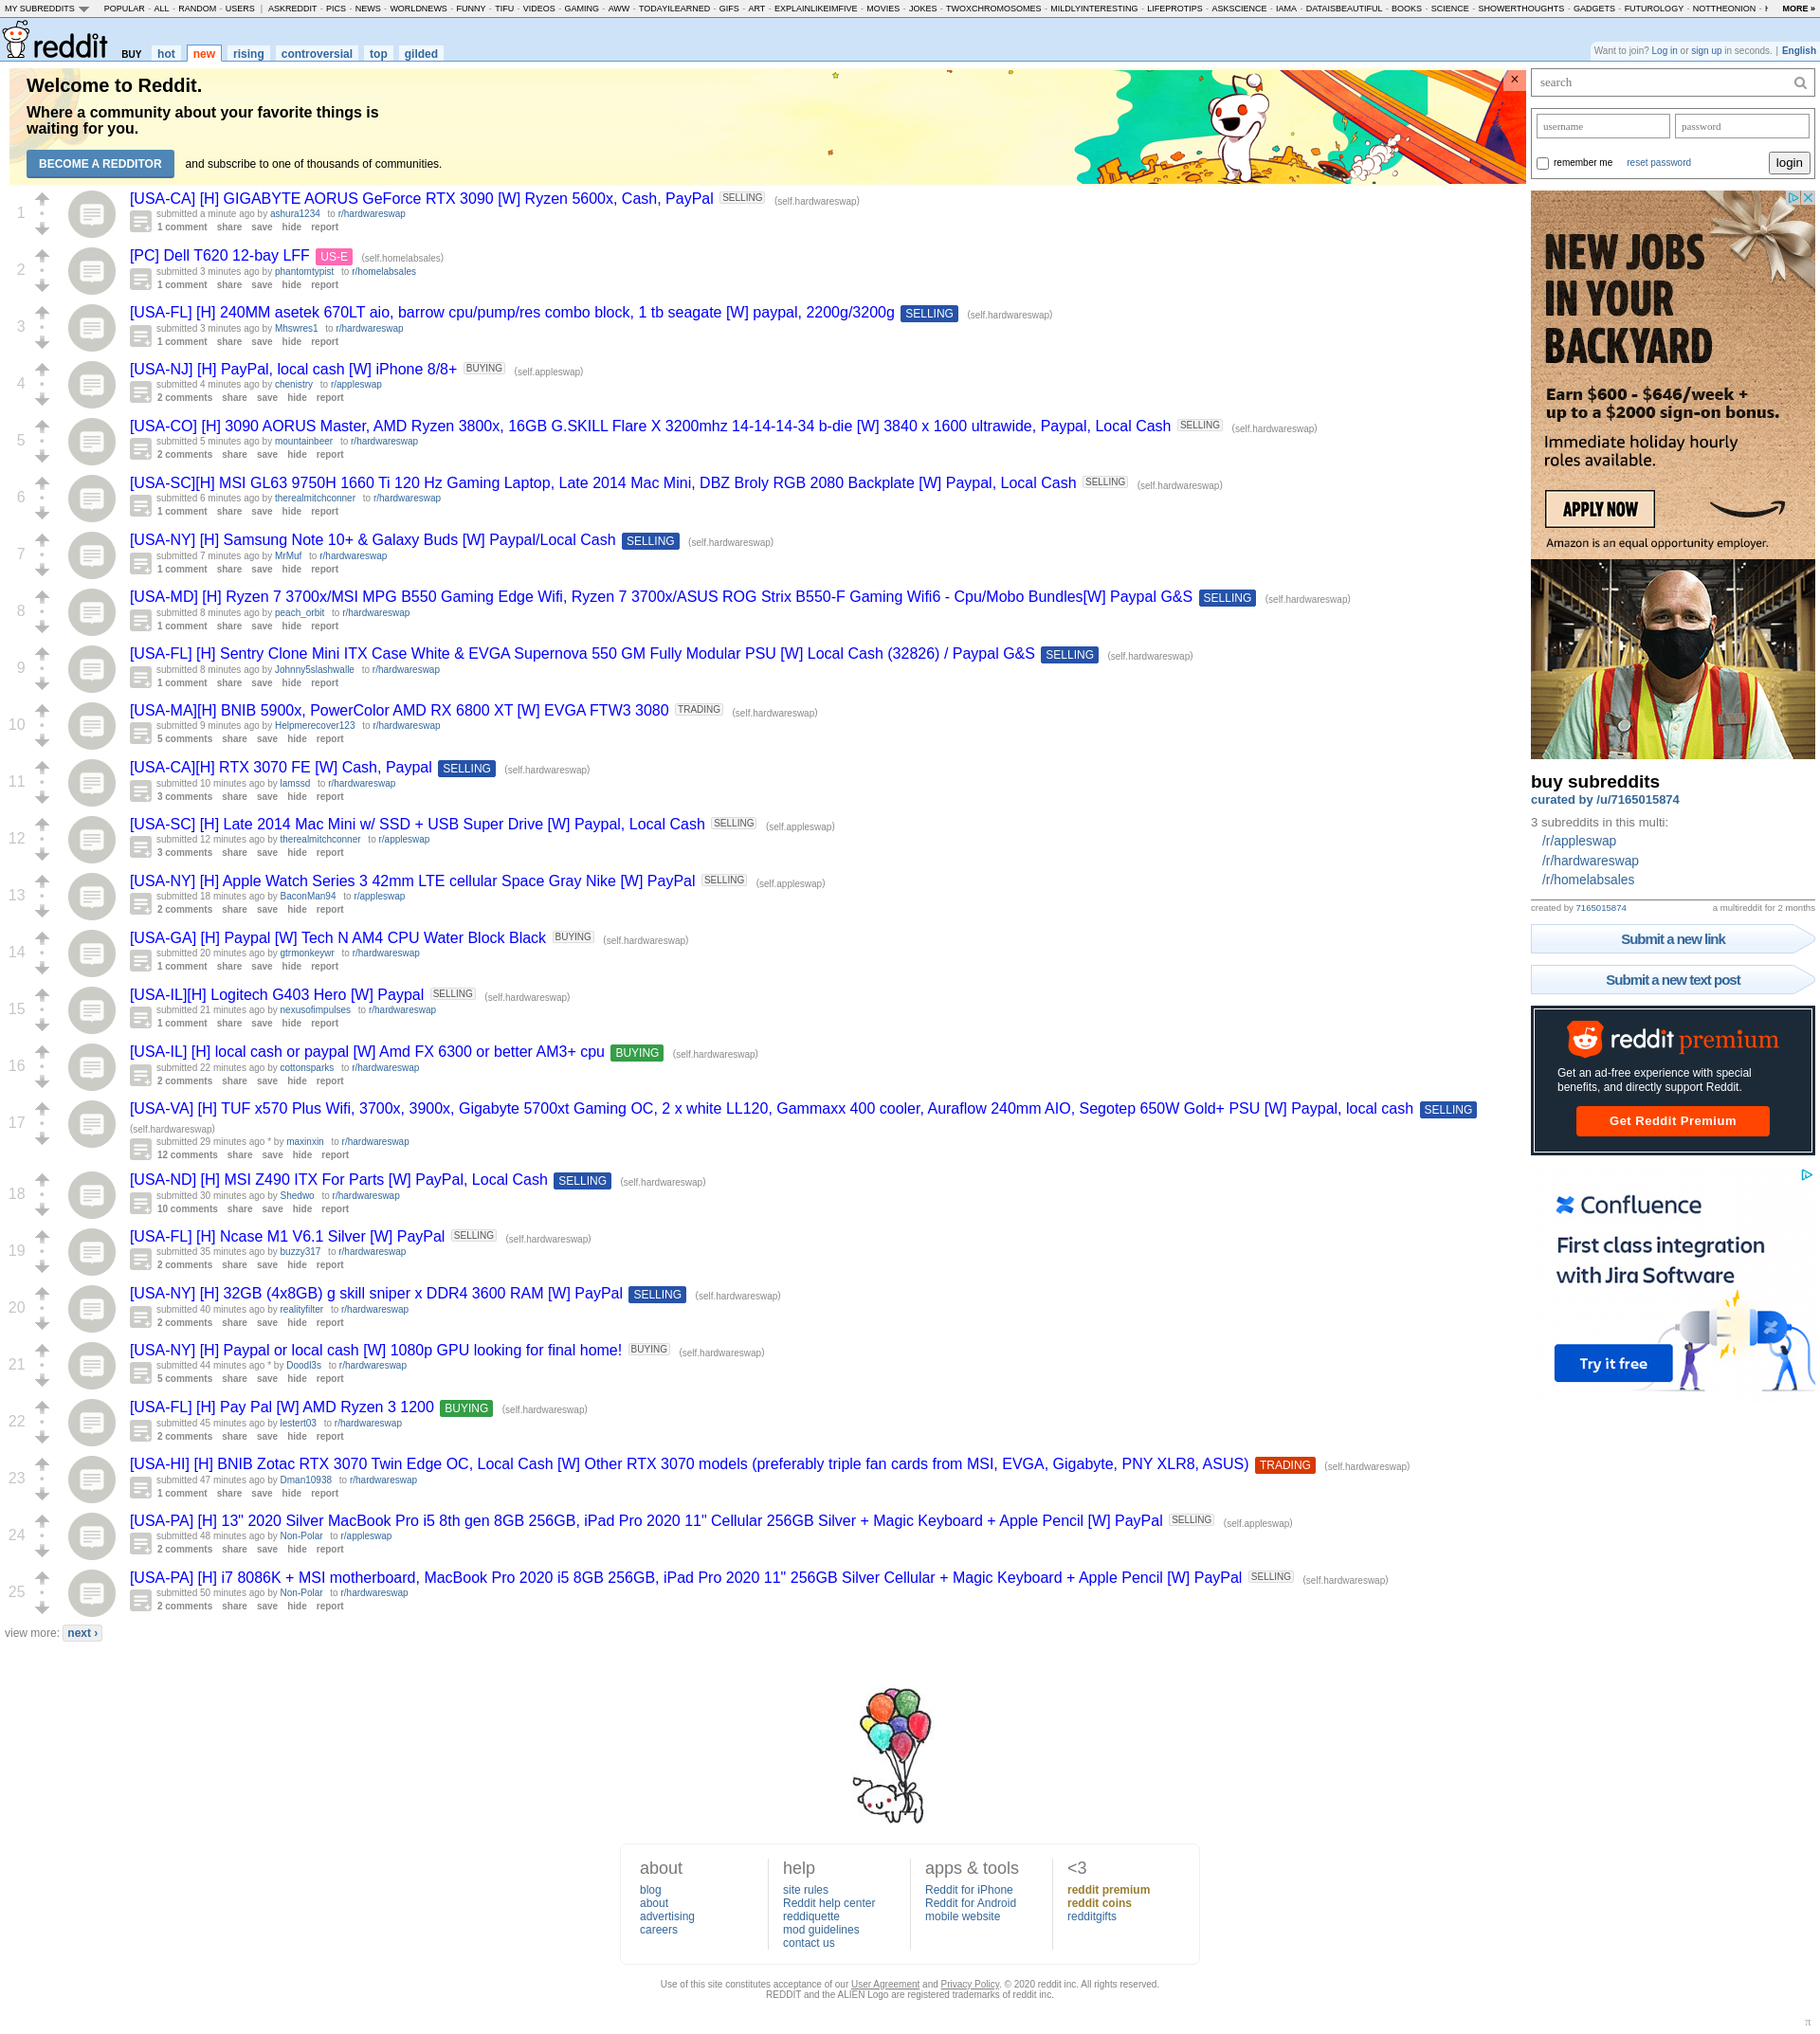 MY SUBREDDITS POPULAR - ALL - RANDOM - USERS | ASKREDDIT - PICS - NEWS - WORLDNEWS - FUNNY - TIFU - VIDEOS - GAMING - AWW - TODAYILEARNED - GIFS - ART - EXPLAINLIKEIMFIVE - MOVIES - JOKES - TWOXCHROMOSOMES - MILDLYINTERESTING - LIFEPROTIPS - ASKSCIENCE - IAMA - DATAISBEAUTIFUL - BOOKS - SCIENCE - SHOWERTHOUGHTS - GADGETS - FUTUROLOGY - NOTTHEONION - MORE »
reddit BUY hot new rising controversial top gilded
Want to join? Log in or sign up in seconds. | English
Welcome to Reddit.
Where a community about your favorite things is
waiting for you.
BECOME A REDDITOR and subscribe to one of thousands of communities.
1
[USA-CA] [H] GIGABYTE AORUS GeForce RTX 3090 [W] Ryzen 5600x, Cash, PayPal SELLING (self.hardwareswap)
submitted a minute ago by ashura1234 to r/hardwareswap
1 comment share save hide report
2
[PC] Dell T620 12-bay LFF US-E (self.homelabsales)
submitted 3 minutes ago by phantomtypist to r/homelabsales
1 comment share save hide report
3
[USA-FL] [H] 240MM asetek 670LT aio, barrow cpu/pump/res combo block, 1 tb seagate [W] paypal, 2200g/3200g SELLING (self.hardwareswap)
submitted 3 minutes ago by Mhswres1 to r/hardwareswap
1 comment share save hide report
4
[USA-NJ] [H] PayPal, local cash [W] iPhone 8/8+ BUYING (self.appleswap)
submitted 4 minutes ago by chenistry to r/appleswap
2 comments share save hide report
5
[USA-CO] [H] 3090 AORUS Master, AMD Ryzen 3800x, 16GB G.SKILL Flare X 3200mhz 14-14-14-34 b-die [W] 3840 x 1600 ultrawide, Paypal, Local Cash SELLING (self.hardwareswap)
submitted 5 minutes ago by mountainbeer to r/hardwareswap
2 comments share save hide report
6
[USA-SC][H] MSI GL63 9750H 1660 Ti 120 Hz Gaming Laptop, Late 2014 Mac Mini, DBZ Broly RGB 2080 Backplate [W] Paypal, Local Cash SELLING (self.hardwareswap)
submitted 6 minutes ago by therealmitchconner to r/hardwareswap
1 comment share save hide report
7
[USA-NY] [H] Samsung Note 10+ & Galaxy Buds [W] Paypal/Local Cash SELLING (self.hardwareswap)
submitted 7 minutes ago by MrMuf to r/hardwareswap
1 comment share save hide report
8
[USA-MD] [H] Ryzen 7 3700x/MSI MPG B550 Gaming Edge Wifi, Ryzen 7 3700x/ASUS ROG Strix B550-F Gaming Wifi6 - Cpu/Mobo Bundles[W] Paypal G&S SELLING (self.hardwareswap)
submitted 8 minutes ago by peach_orbit to r/hardwareswap
1 comment share save hide report
9
[USA-FL] [H] Sentry Clone Mini ITX Case White & EVGA Supernova 550 GM Fully Modular PSU [W] Local Cash (32826) / Paypal G&S SELLING (self.hardwareswap)
submitted 8 minutes ago by Johnny5slashwalle to r/hardwareswap
1 comment share save hide report
10
[USA-MA][H] BNIB 5900x, PowerColor AMD RX 6800 XT [W] EVGA FTW3 3080 TRADING (self.hardwareswap)
submitted 9 minutes ago by Helpmerecover123 to r/hardwareswap
5 comments share save hide report
11
[USA-CA][H] RTX 3070 FE [W] Cash, Paypal SELLING (self.hardwareswap)
submitted 10 minutes ago by lamssd to r/hardwareswap
3 comments share save hide report
12
[USA-SC] [H] Late 2014 Mac Mini w/ SSD + USB Super Drive [W] Paypal, Local Cash SELLING (self.appleswap)
submitted 12 minutes ago by therealmitchconner to r/appleswap
3 comments share save hide report
13
[USA-NY] [H] Apple Watch Series 3 42mm LTE cellular Space Gray Nike [W] PayPal SELLING (self.appleswap)
submitted 18 minutes ago by BaconMan94 to r/appleswap
2 comments share save hide report
14
[USA-GA] [H] Paypal [W] Tech N AM4 CPU Water Block Black BUYING (self.hardwareswap)
submitted 20 minutes ago by gtrmonkeywr to r/hardwareswap
1 comment share save hide report
15
[USA-IL][H] Logitech G403 Hero [W] Paypal SELLING (self.hardwareswap)
submitted 21 minutes ago by nexusofimpulses to r/hardwareswap
1 comment share save hide report
16
[USA-IL] [H] local cash or paypal [W] Amd FX 6300 or better AM3+ cpu BUYING (self.hardwareswap)
submitted 22 minutes ago by cottonsparks to r/hardwareswap
2 comments share save hide report
17
[USA-VA] [H] TUF x570 Plus Wifi, 3700x, 3900x, Gigabyte 5700xt Gaming OC, 2 x white LL120, Gammaxx 400 cooler, Auraflow 240mm AIO, Segotep 650W Gold+ PSU [W] Paypal, local cash SELLING
(self.hardwareswap)
submitted 29 minutes ago * by maxinxin to r/hardwareswap
12 comments share save hide report
18
[USA-ND] [H] MSI Z490 ITX For Parts [W] PayPal, Local Cash SELLING (self.hardwareswap)
submitted 30 minutes ago by Shedwo to r/hardwareswap
10 comments share save hide report
19
[USA-FL] [H] Ncase M1 V6.1 Silver [W] PayPal SELLING (self.hardwareswap)
submitted 35 minutes ago by buzzy317 to r/hardwareswap
2 comments share save hide report
20
[USA-NY] [H] 32GB (4x8GB) g skill sniper x DDR4 3600 RAM [W] PayPal SELLING (self.hardwareswap)
submitted 40 minutes ago by realityfilter to r/hardwareswap
2 comments share save hide report
21
[USA-NY] [H] Paypal or local cash [W] 1080p GPU looking for final home! BUYING (self.hardwareswap)
submitted 44 minutes ago * by Doodl3s to r/hardwareswap
5 comments share save hide report
22
[USA-FL] [H] Pay Pal [W] AMD Ryzen 3 1200 BUYING (self.hardwareswap)
submitted 45 minutes ago by lestert03 to r/hardwareswap
2 comments share save hide report
23
[USA-HI] [H] BNIB Zotac RTX 3070 Twin Edge OC, Local Cash [W] Other RTX 3070 models (preferably triple fan cards from MSI, EVGA, Gigabyte, PNY XLR8, ASUS) TRADING (self.hardwareswap)
submitted 47 minutes ago by Dman10938 to r/hardwareswap
1 comment share save hide report
24
[USA-PA] [H] 13" 2020 Silver MacBook Pro i5 8th gen 8GB 256GB, iPad Pro 2020 11" Cellular 256GB Silver + Magic Keyboard + Apple Pencil [W] PayPal SELLING (self.appleswap)
submitted 48 minutes ago by Non-Polar to r/appleswap
2 comments share save hide report
25
[USA-PA] [H] i7 8086K + MSI motherboard, MacBook Pro 2020 i5 8GB 256GB, iPad Pro 2020 11" 256GB Silver Cellular + Magic Keyboard + Apple Pencil [W] PayPal SELLING (self.hardwareswap)
submitted 50 minutes ago by Non-Polar to r/hardwareswap
2 comments share save hide report
view more: next ›
search
username password
remember me reset password login
NEW JOBS
IN YOUR
BACKYARD
Earn $600 - $646/week +
up to a $2000 sign-on bonus.
Immediate holiday hourly
roles available.
APPLY NOW
Amazon is an equal opportunity employer.
buy subreddits
curated by /u/7165015874
3 subreddits in this multi:
/r/appleswap
/r/hardwareswap
/r/homelabsales
created by 7165015874 a multireddit for 2 months
Submit a new link
Submit a new text post
reddit premium
Get an ad-free experience with special
benefits, and directly support Reddit.
Get Reddit Premium
Confluence
First class integration
with Jira Software
Try it free
about
blog
about
advertising
careers
help
site rules
Reddit help center
reddiquette
mod guidelines
contact us
apps & tools
Reddit for iPhone
Reddit for Android
mobile website
<3
reddit premium
reddit coins
redditgifts
Use of this site constitutes acceptance of our User Agreement and Privacy Policy. © 2020 reddit inc. All rights reserved.
REDDIT and the ALIEN Logo are registered trademarks of reddit inc.
π